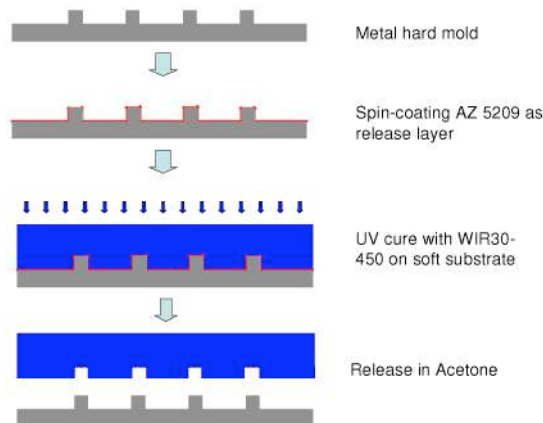 Metal hard mold
Spin-coating AZ 5209 as
release layer
UV cure with WIR30-
450 on soft substrate
Release in Acetone